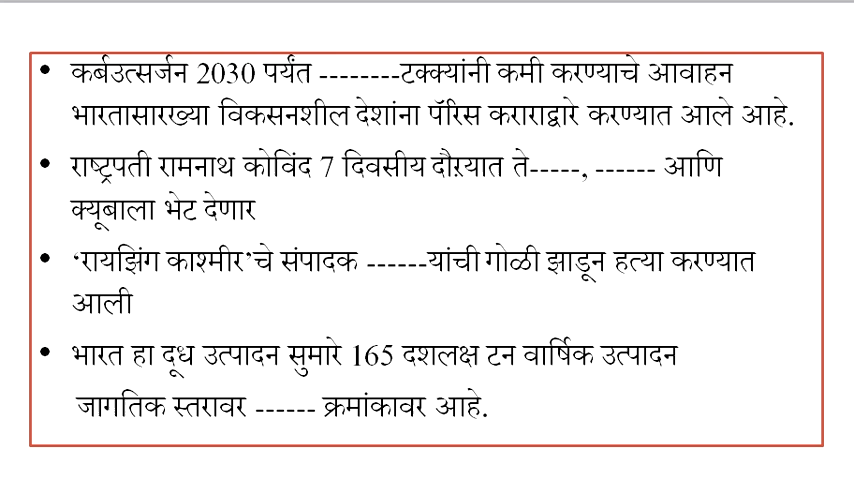 • कर्बउत्सर्जन 2030 पर्यंत --------टक्क्यांनी कमी करण्याचे आवाहन
भारतासारख्या विकसनशील देशांना पॅरिस कराराद्वारे करण्यात आले आहे.
• राष्ट्रपती रामनाथ कोविंद 7 दिवसीय दौऱयात ते-----, ------ आणि
क्यूबाला भेट देणार
• ‘रायझिंग काश्मीर’चे संपादक ------यांची गोळी झाडून हत्या करण्यात
आली
• भारत हा दूध उत्पादन सुमारे 165 दशलक्ष टन वार्षिक उत्पादन
जागतिक स्तरावर ------ क्रमांकावर आहे.